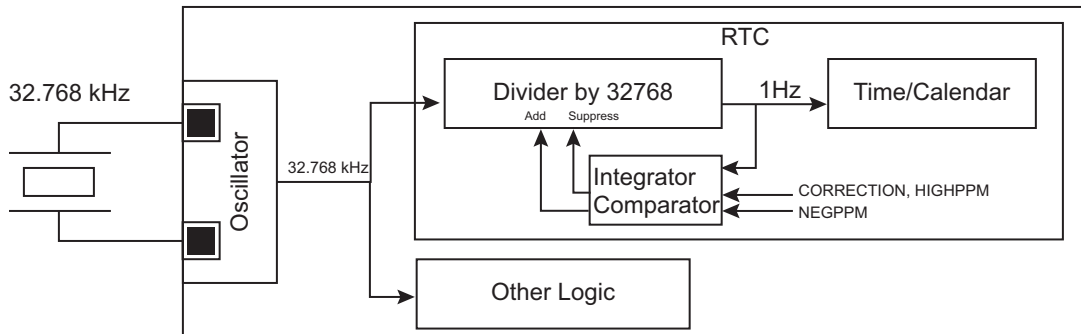 RTC
32.768 kHz
Divider by 32768
Add Suppress
1Hz
Time/Calendar
Oscillator
32.768 kHz
Integrator
Comparator
CORRECTION, HIGHPPM
NEGPPM
Other Logic